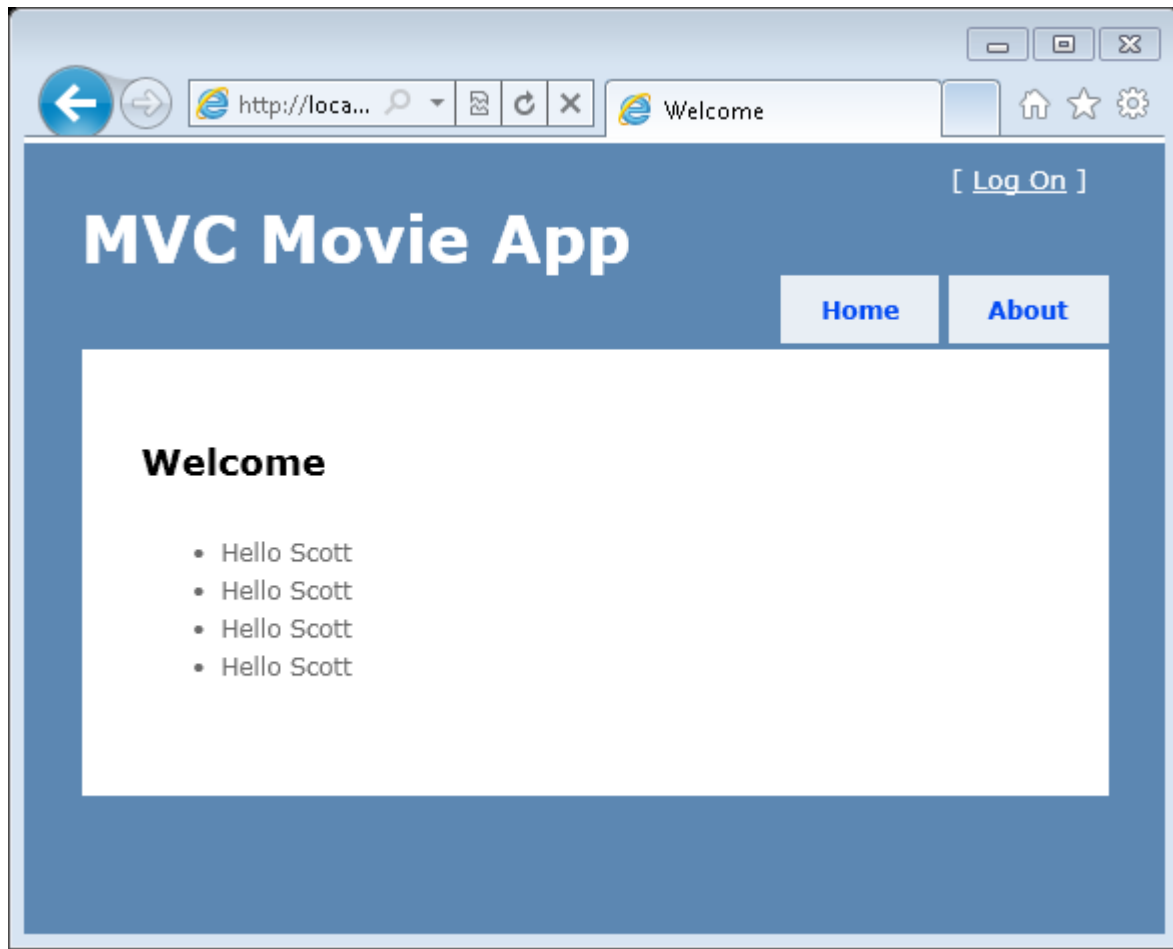 http://loca...
Welcome
[ Log On ]
MVC Movie App
Home
About
Welcome
• Hello Scott
• Hello Scott
• Hello Scott
• Hello Scott